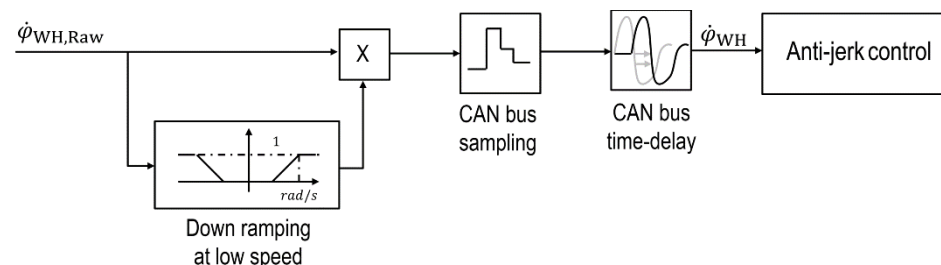 φ̇WH,Raw
X
φ̇WH
Anti-jerk control
1
rad/s
CAN bus
sampling
CAN bus
time-delay
Down ramping
at low speed